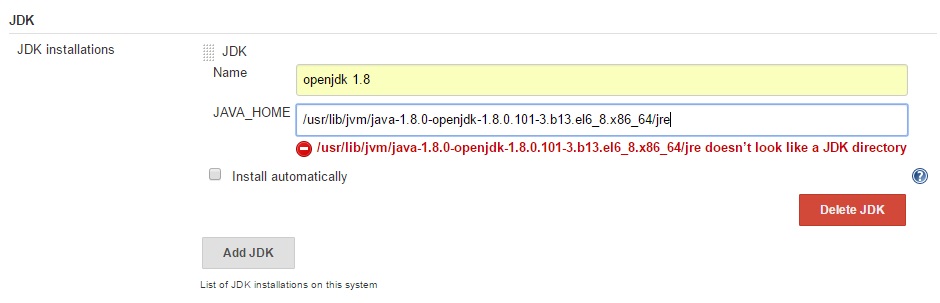 JDK
JDK installations
JDK
Name
openjdk 1.8
JAVA_HOME
/usr/lib/jvm/java-1.8.0-openjdk-1.8.0.101-3.b13.el6_8.x86_64/jre
/usr/lib/jvm/java-1.8.0-openjdk-1.8.0.101-3.b13.el6_8.x86_64/jre doesn't look like a JDK directory
Install automatically
?
Delete JDK
Add JDK
List of JDK installations on this system